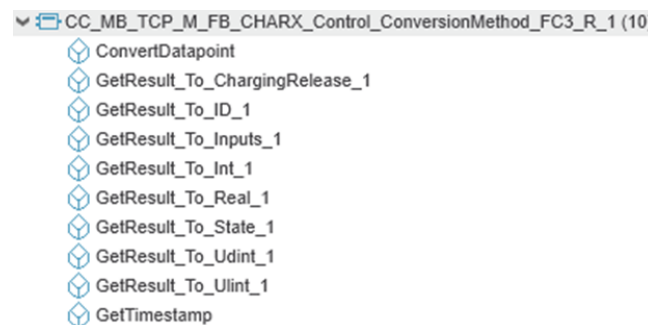 CC_MB_TCP_M_FB_CHARX_Control_ConversionMethod_FC3_R_1 (10)
ConvertDatapoint
GetResult_To_ChargingRelease_1
GetResult_To_ID_1
GetResult_To_Inputs_1
GetResult_To_Int_1
GetResult_To_Real_1
GetResult_To_State_1
GetResult_To_Udint_1
GetResult_To_Ulint_1
GetTimestamp